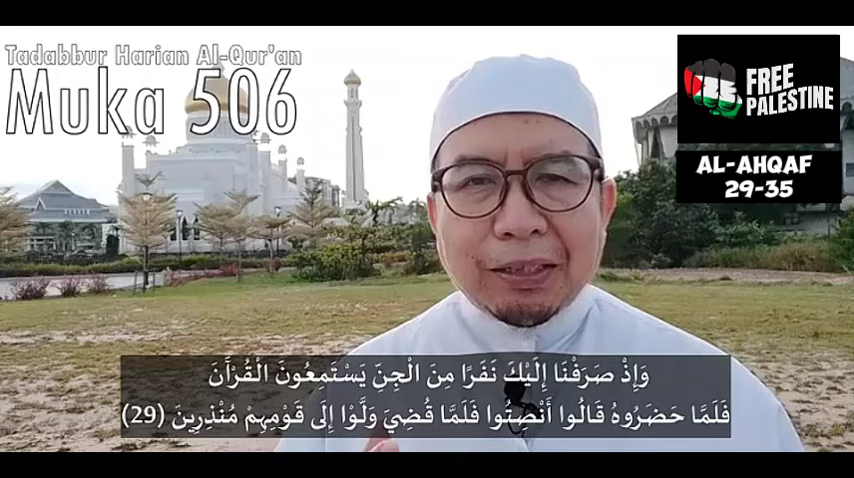 Tadabbur Harian Al-Qur'an
Muka 506
FREE
PALESTINE
AL-AHQAF
29-35
وَإِذْ صَرَفْنَا إِلَيْكَ نَفَرًا مِنَ الْجِنِّ يَسْتَمِعُونَ الْقُرْآنَ
فَلَمَّا حَضَرُوهُ قَالُوا أَنْصِتُوا فَلَمَّا قُضِيَ وَلَّوْا إِلَى قَوْمِهِمْ مُنْذِرِينَ (29)